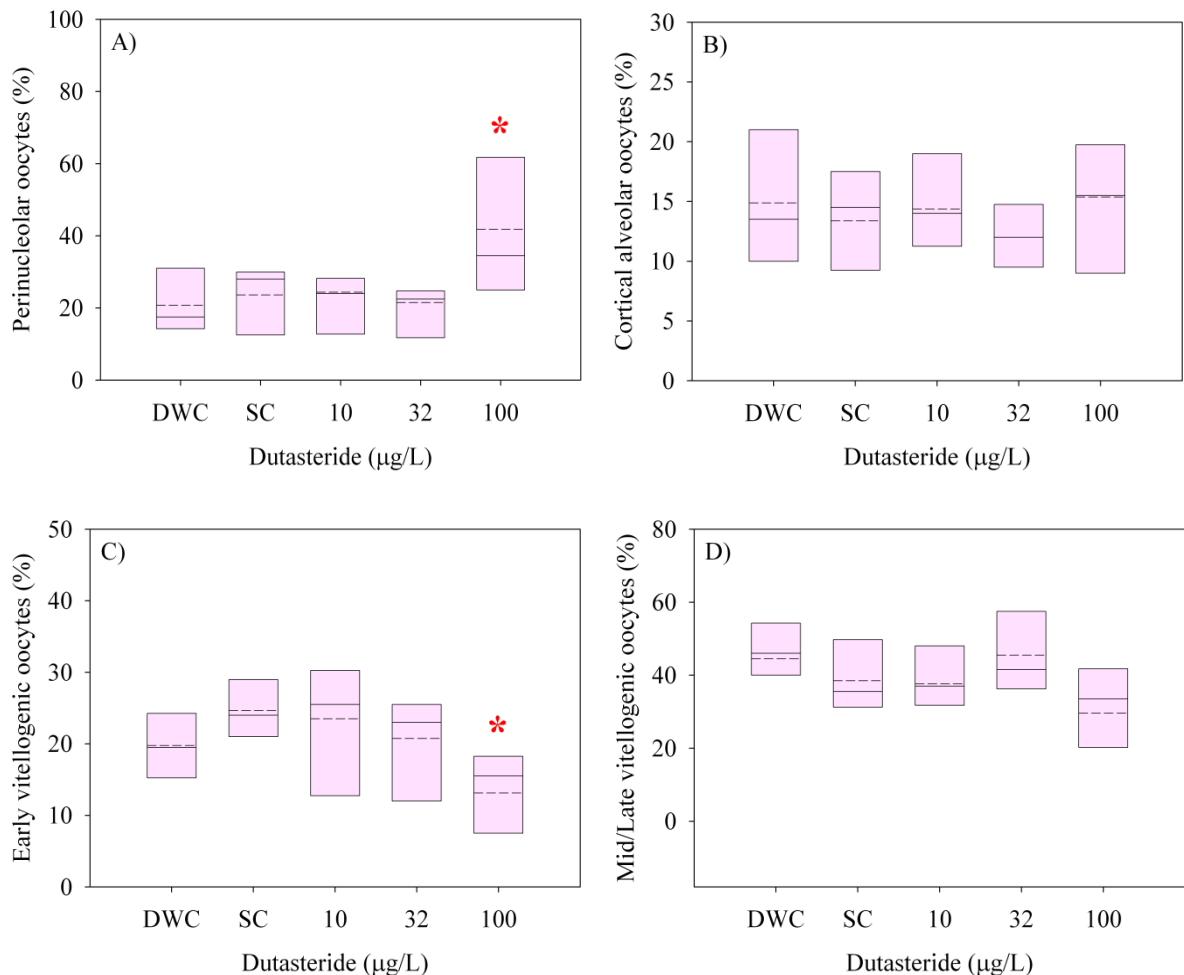 A)
Perinucleolar oocytes (%)
100
80
60
40
20
0
*
DWC SC 10 32 100
Dutasteride (μg/L)
B)
Cortical alveolar oocytes (%)
30
25
20
15
10
5
0
DWC SC 10 32 100
Dutasteride (μg/L)
C)
Early vitellogenic oocytes (%)
50
40
30
20
10
0
*
DWC SC 10 32 100
Dutasteride (μg/L)
D)
Mid/Late vitellogenic oocytes (%)
80
60
40
20
0
DWC SC 10 32 100
Dutasteride (μg/L)